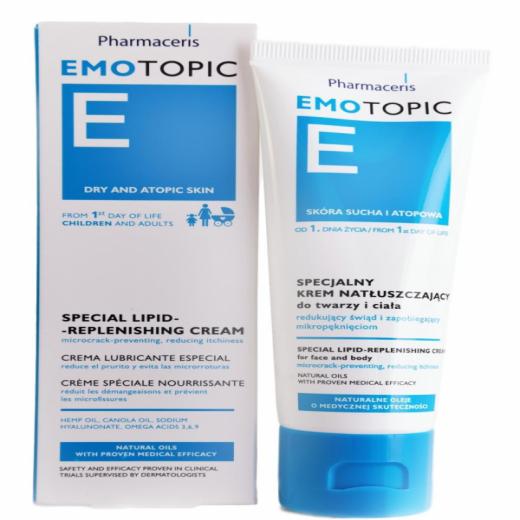 Pharmaceris
EMOTOPIC
E
DRY AND ATOPIC SKIN
FROM 1st DAY OF LIFE
CHILDREN AND ADULTS
SPECIAL LIPID-
-REPLENISHING CREAM
microcrack-preventing, reducing itchiness
CREMA LUBRICANTE ESPECIAL
reduce el prurito y evita las microrroturas
CRÈME SPÉCIALE NOURRISSANTE
réduit les démangeaisons et prévient
les microfissures
HEMP OIL, CANOLA OIL, SODIUM
HYALURONATE, OMEGA ACIDS 3,6,9
NATURAL OILS
WITH PROVEN MEDICAL EFFICACY
SAFETY AND EFFICACY PROVEN IN CLINICAL
TRIALS SUPERVISED BY DERMATOLOGISTS
Pharmaceris
EMOTOPIC
E
SKÓRA SUCHA I ATOPOWA
OD 1. DNIA ŻYCIA / FROM 1st DAY OF LIFE
SPECJALNY
KREM NATŁUSZCZAJĄCY
do twarzy i ciała
redukujący świąd i zapobiegający
mikropęknięciom
SPECIAL LIPID-REPLENISHING CREAM
for face and body
microcrack-preventing, reducing itchiness
NATURAL OILS
WITH PROVEN MEDICAL EFFICACY
NATURALNE OLEJE
O MEDYCZNEJ SKUTECZNOŚCI